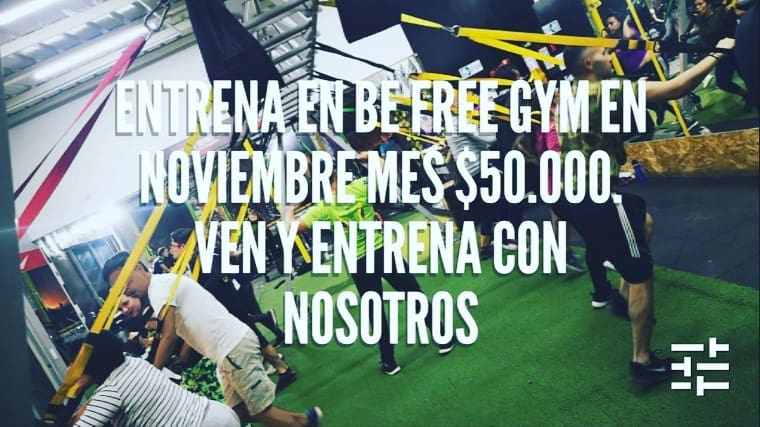 ENTRENA EN BE FREE GYM EN
NOVIEMBRE MES $50.000.
VEN Y ENTRENA CON
NOSOTROS